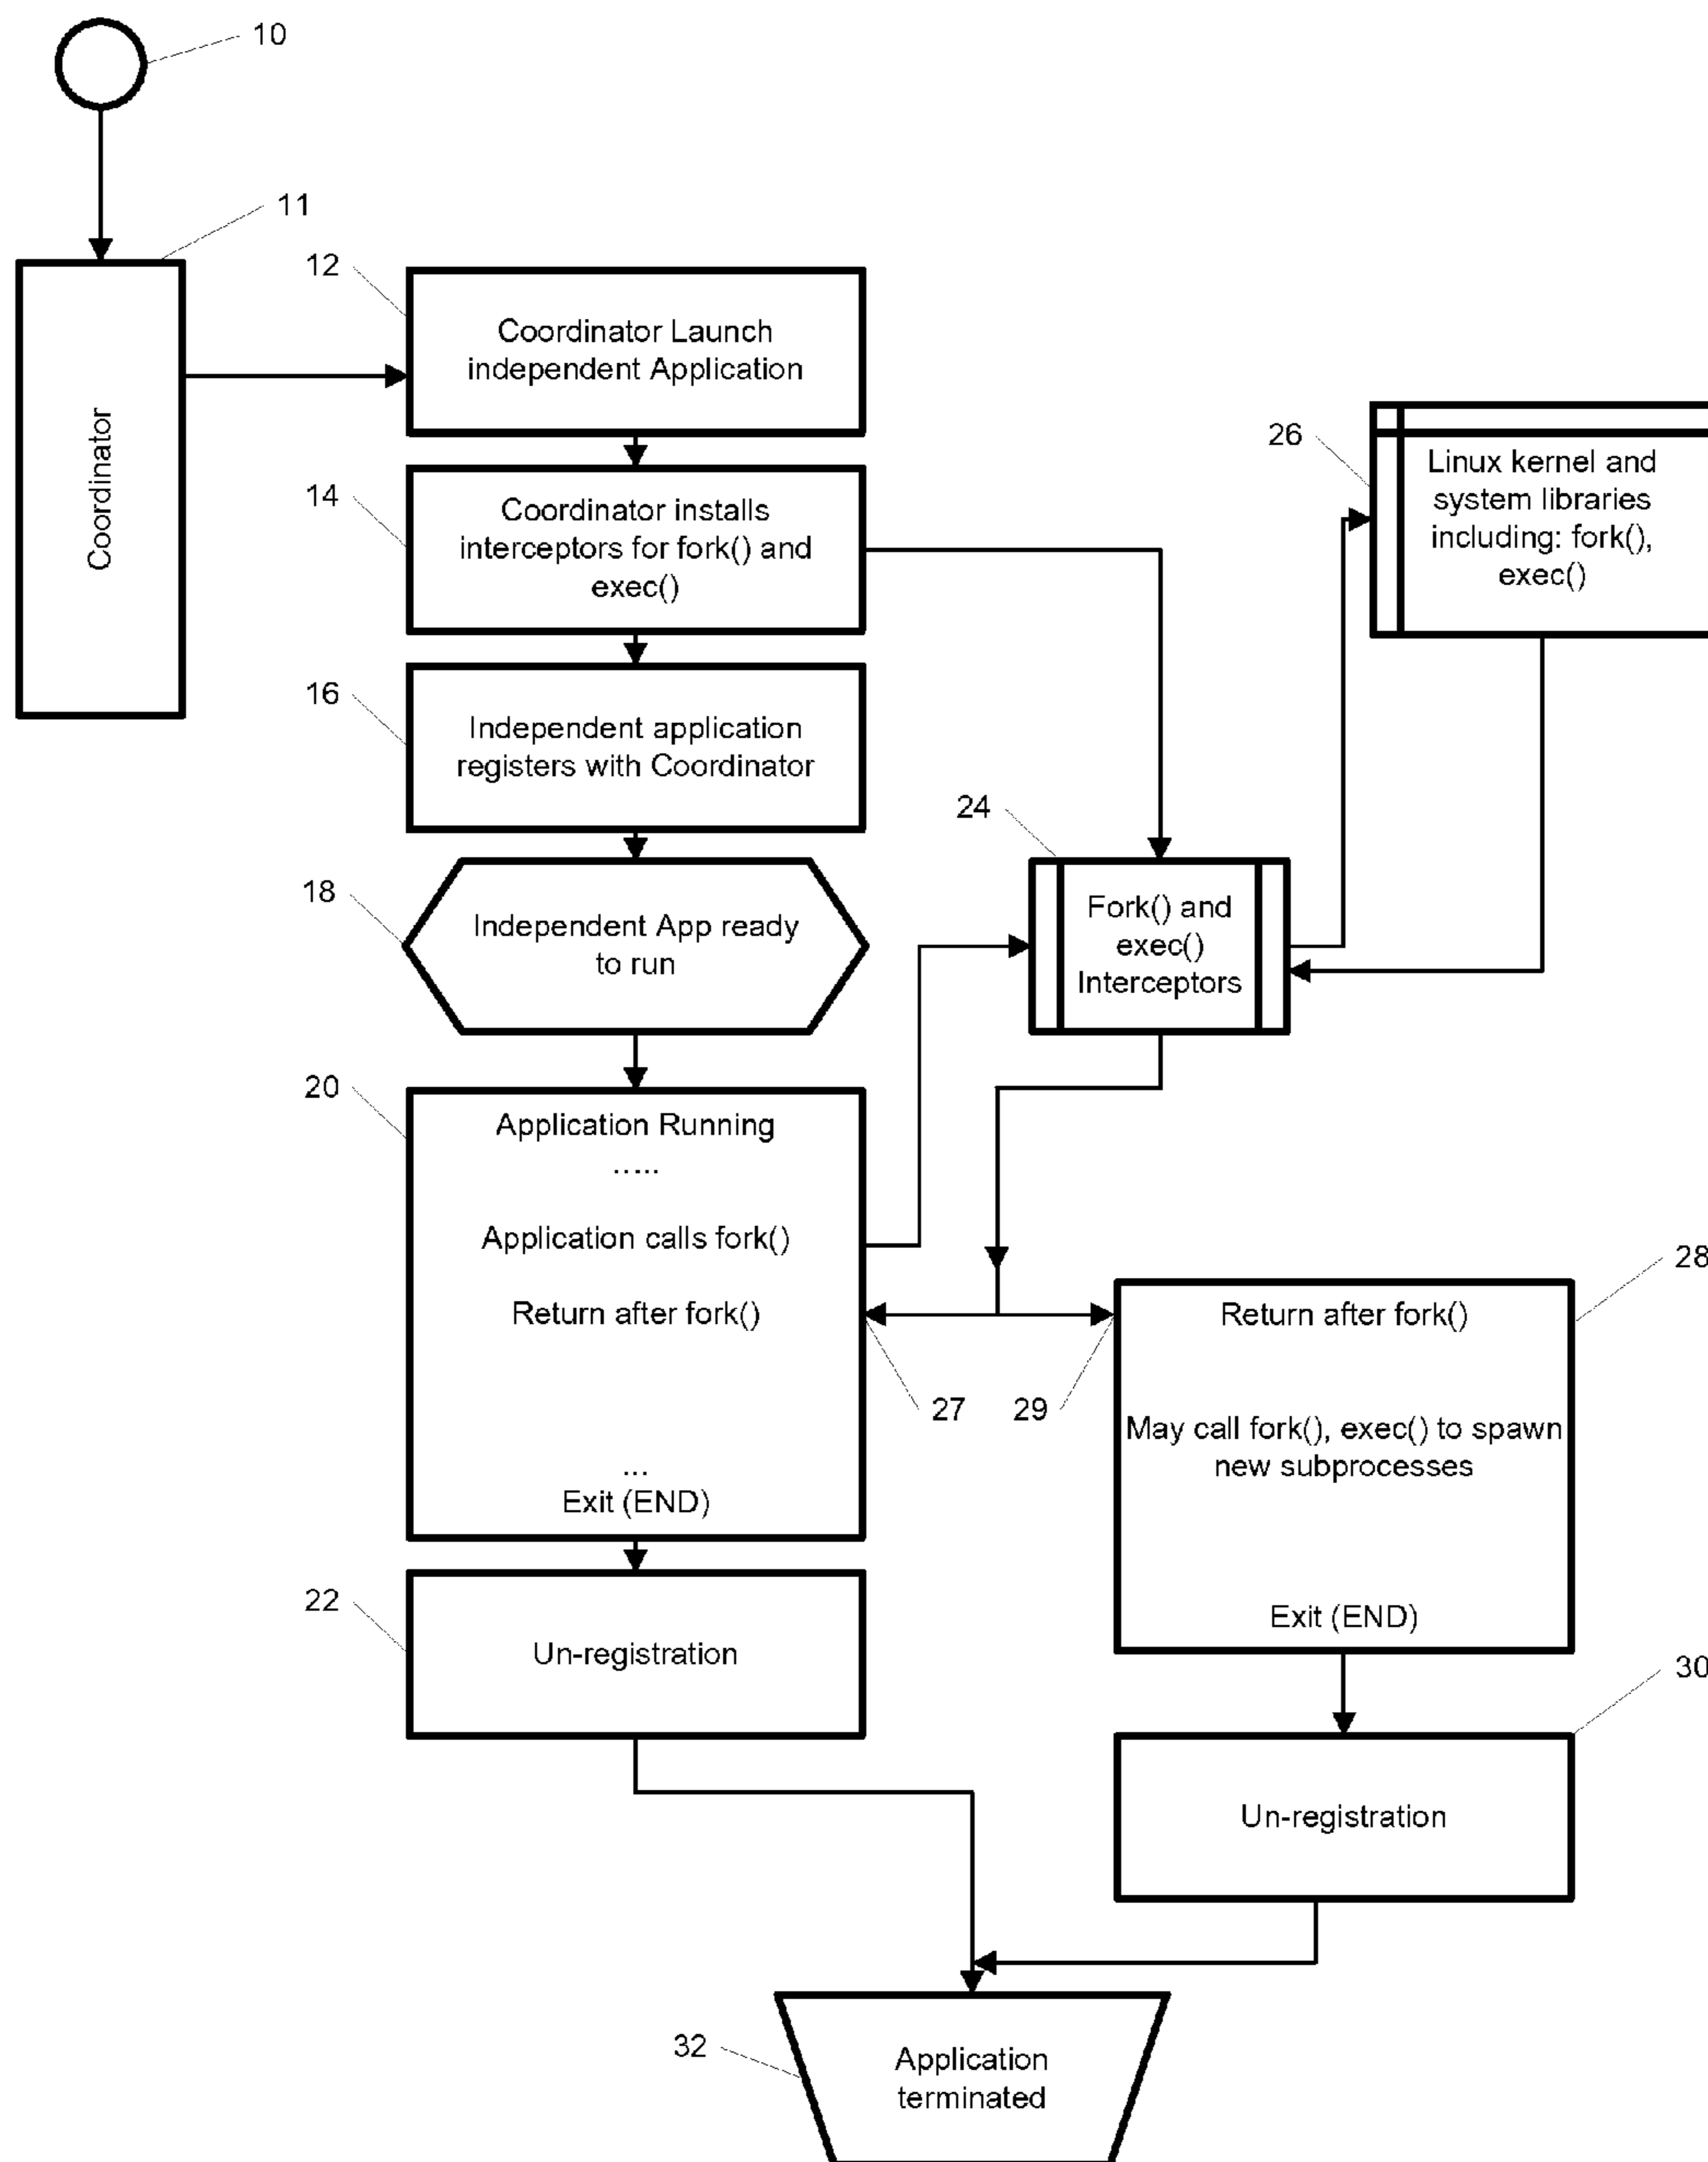 10
11
Coordinator
12
Coordinator Launch
independent Application
14
Coordinator installs
interceptors for fork() and
exec()
16
Independent application
registers with Coordinator
18
Independent App ready
to run
20
Application Running
.....
Application calls fork()
Return after fork()
...
Exit (END)
22
Un-registration
24
Fork() and
exec()
Interceptors
26
Linux kernel and
system libraries
including: fork(),
exec()
27
29
28
Return after fork()
May call fork(), exec() to spawn
new subprocesses
Exit (END)
30
Un-registration
32
Application
terminated